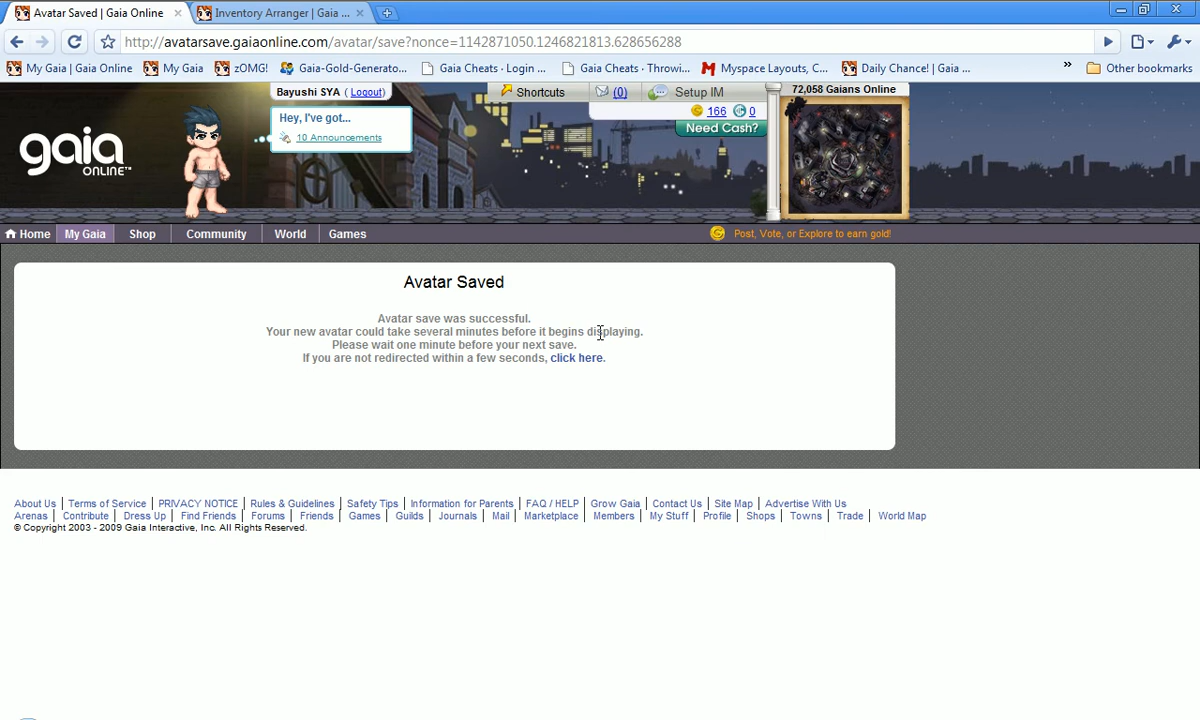 Avatar Saved | Gaia Online
Inventory Arranger | Gaia ...
http://avatarsave.gaiaonline.com/avatar/save?nonce=1142871050.1246821813.628656288
My Gaia | Gaia Online
My Gaia
zOMG!
Gaia-Gold-Generato...
Gaia Cheats · Login ...
Gaia Cheats · Throwi...
Myspace Layouts, C...
Daily Chance! | Gaia ...
»
Other bookmarks
Bayushi SYA ( Logout)
Shortcuts
(0)
Setup IM
72,058 Gaians Online
Hey, I've got...
10 Announcements
166
0
Need Cash?
gaia
ONLINE™
Home
My Gaia
Shop
Community
World
Games
Post, Vote, or Explore to earn gold!
Avatar Saved
Avatar save was successful.
Your new avatar could take several minutes before it begins displaying.
Please wait one minute before your next save.
If you are not redirected within a few seconds, click here.
About Us | Terms of Service | PRIVACY NOTICE | Rules & Guidelines | Safety Tips | Information for Parents | FAQ / HELP | Grow Gaia | Contact Us | Site Map | Advertise With Us
Arenas | Contribute | Dress Up | Find Friends | Forums | Friends | Games | Guilds | Journals | Mail | Marketplace | Members | My Stuff | Profile | Shops | Towns | Trade | World Map
© Copyright 2003 - 2009 Gaia Interactive, Inc. All Rights Reserved.